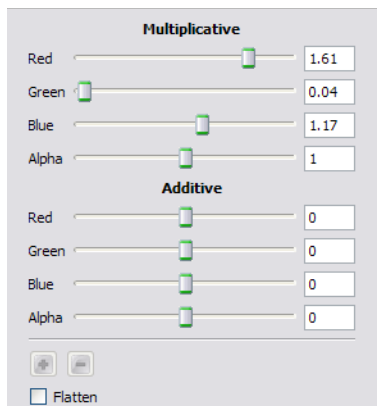 Multiplicative
Red 1.61
Green 0.04
Blue 1.17
Alpha 1
Additive
Red 0
Green 0
Blue 0
Alpha 0
Flatten